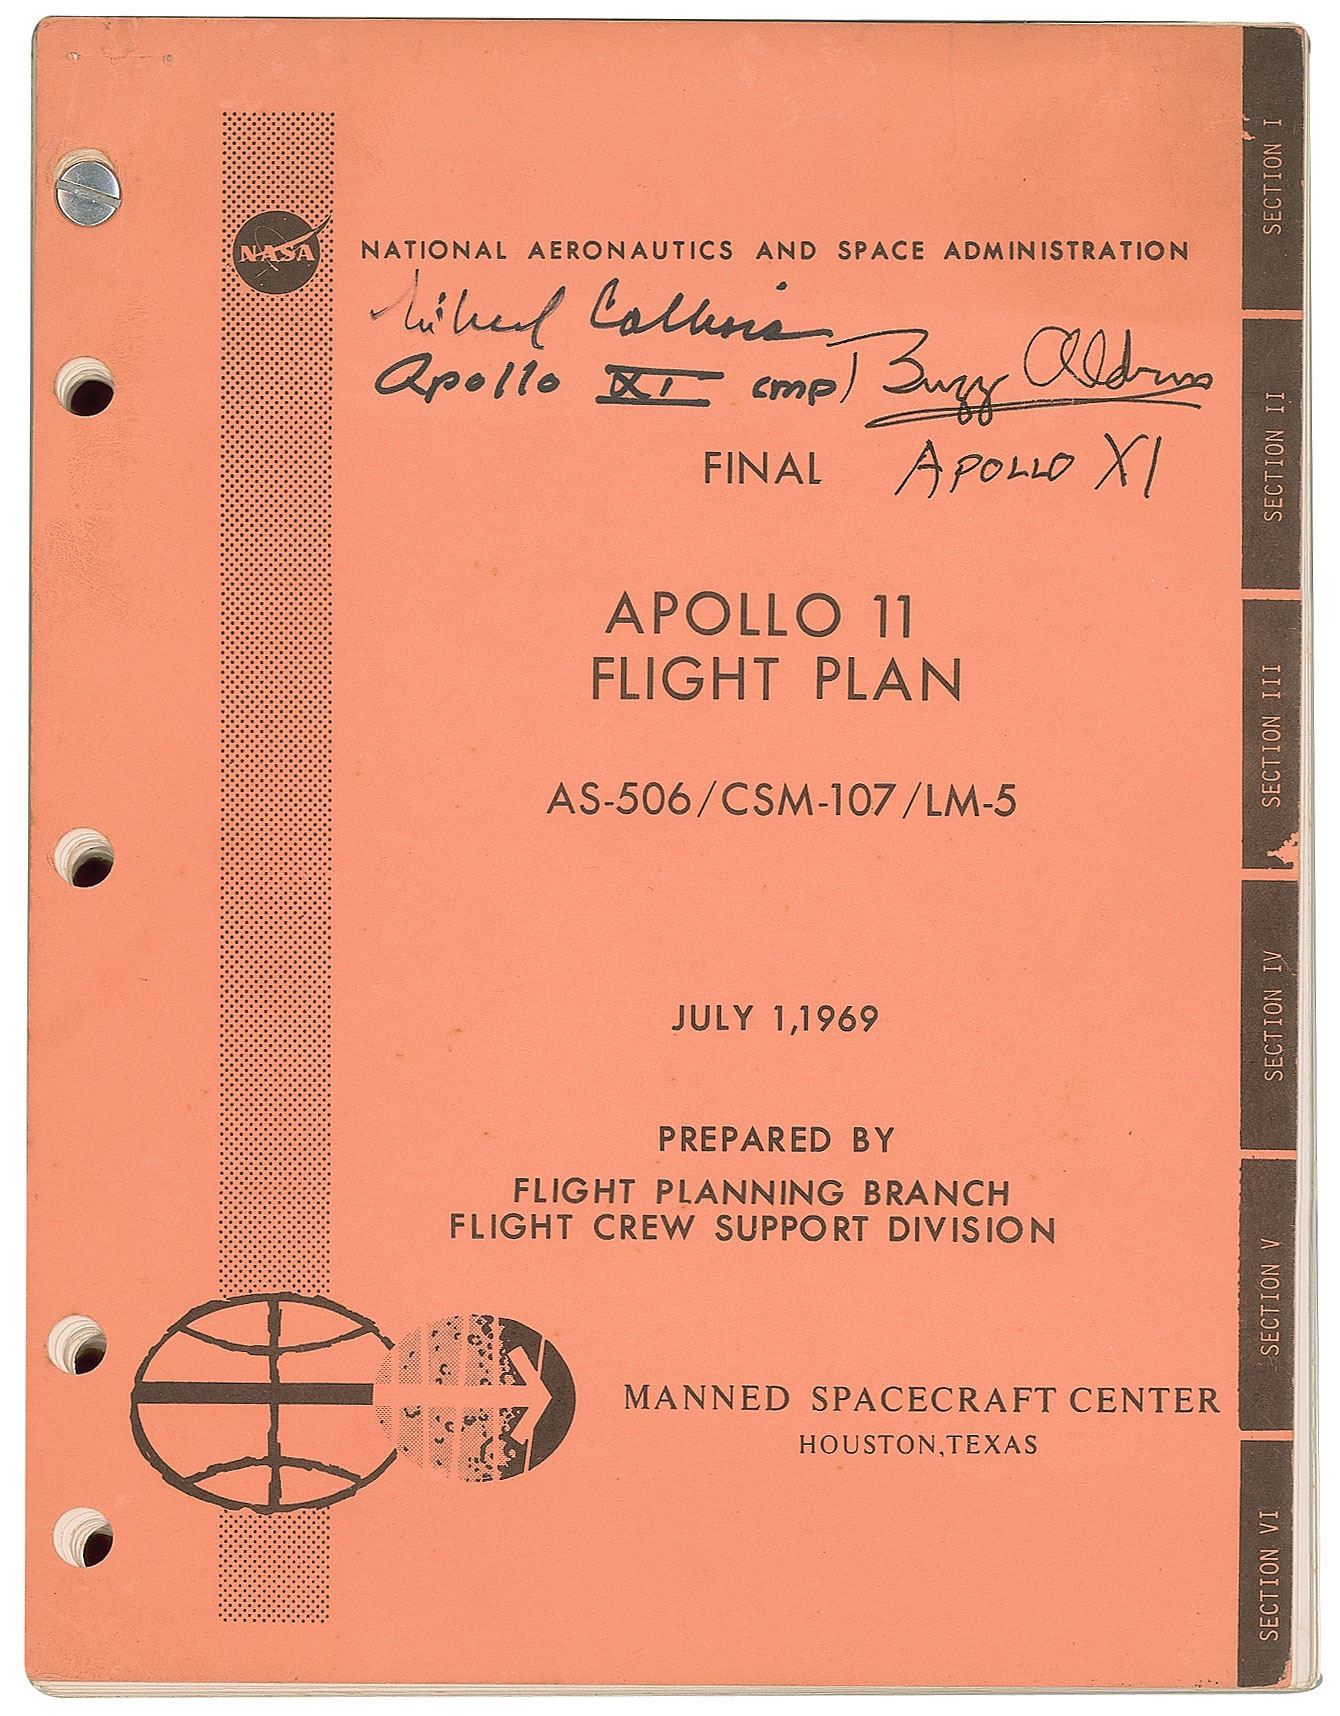 NASA
NATIONAL AERONAUTICS AND SPACE ADMINISTRATION
Michael Collins
Apollo XI CMP
Buzz Aldrin
APOLLO XI
FINAL
APOLLO 11
FLIGHT PLAN
AS-506/CSM-107/LM-5
JULY 1,1969
PREPARED BY
FLIGHT PLANNING BRANCH
FLIGHT CREW SUPPORT DIVISION
MANNED SPACECRAFT CENTER
HOUSTON,TEXAS
SECTION I
SECTION II
SECTION III
SECTION IV
SECTION V
SECTION VI